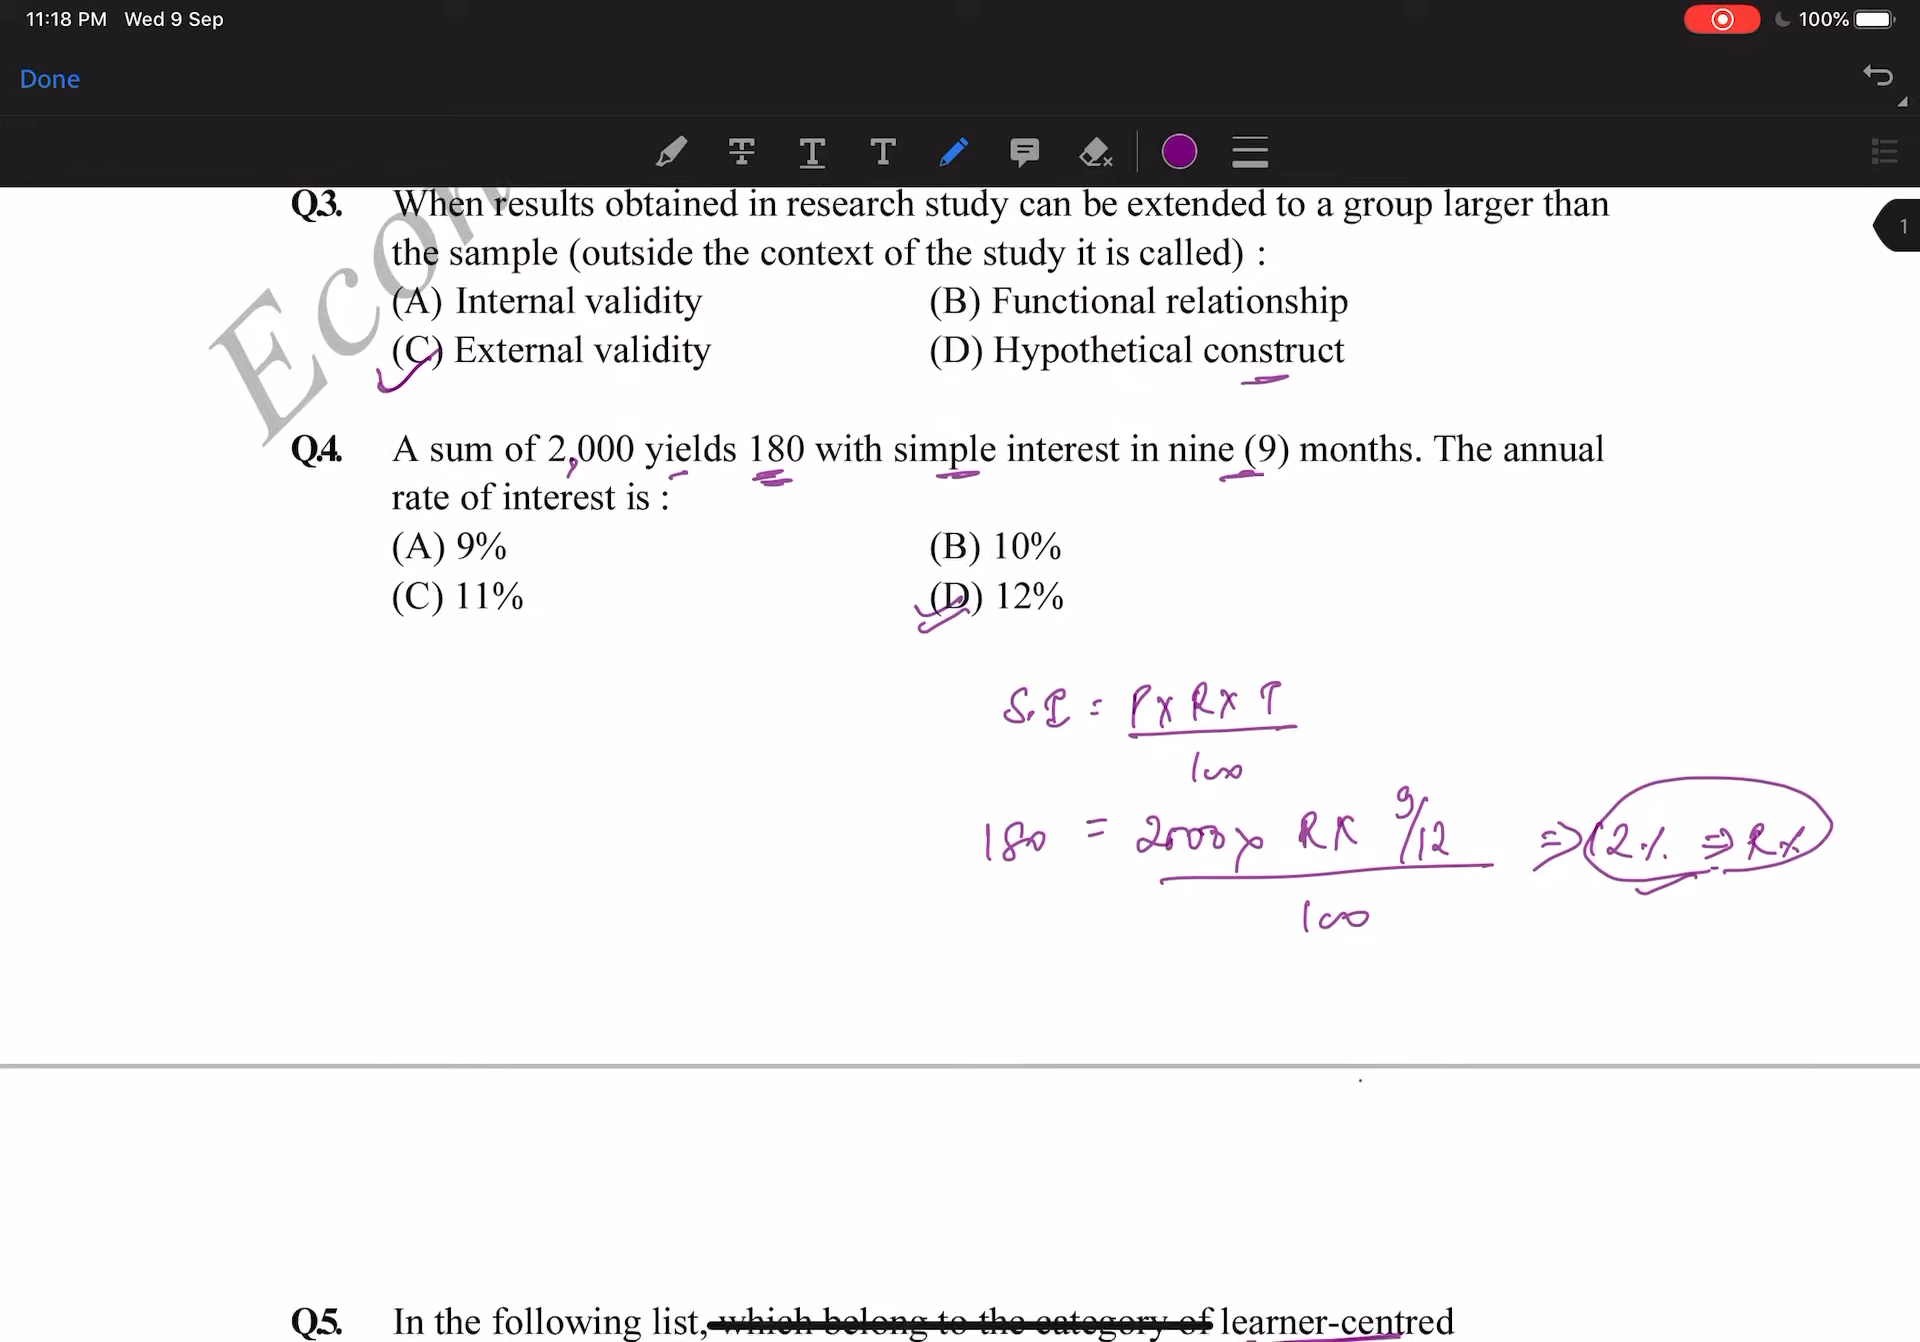 11:18 PM Wed 9 Sep
100%
Done
1
Econ
Q3. When results obtained in research study can be extended to a group larger than
the sample (outside the context of the study it is called) :
(A) Internal validity (B) Functional relationship
(C) External validity (D) Hypothetical construct
Q4. A sum of 2,000 yields 180 with simple interest in nine (9) months. The annual
rate of interest is :
(A) 9% (B) 10%
(C) 11% (D) 12%
S.I = P x R x T
100
180 = 2000 x R x 9/12 ⇒ 12% ⇒ R%
100
Q5. In the following list, which belong to the category of learner-centred